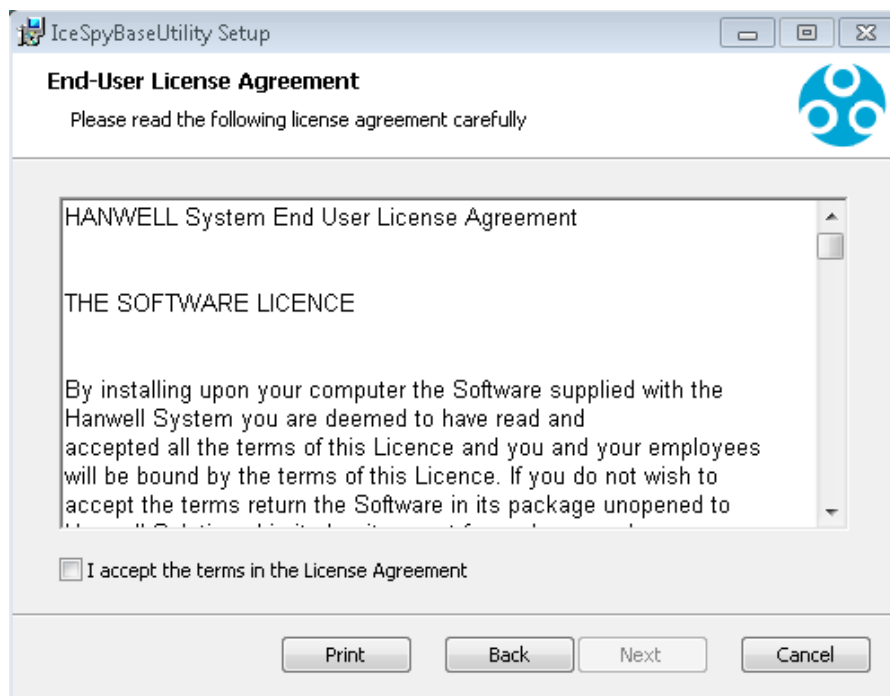 IceSpyBaseUtility Setup
End-User License Agreement
Please read the following license agreement carefully
HANWELL System End User License Agreement
THE SOFTWARE LICENCE
By installing upon your computer the Software supplied with the
Hanwell System you are deemed to have read and
accepted all the terms of this Licence and you and your employees
will be bound by the terms of this Licence. If you do not wish to
accept the terms return the Software in its package unopened to
I accept the terms in the License Agreement
Print
Back
Next
Cancel